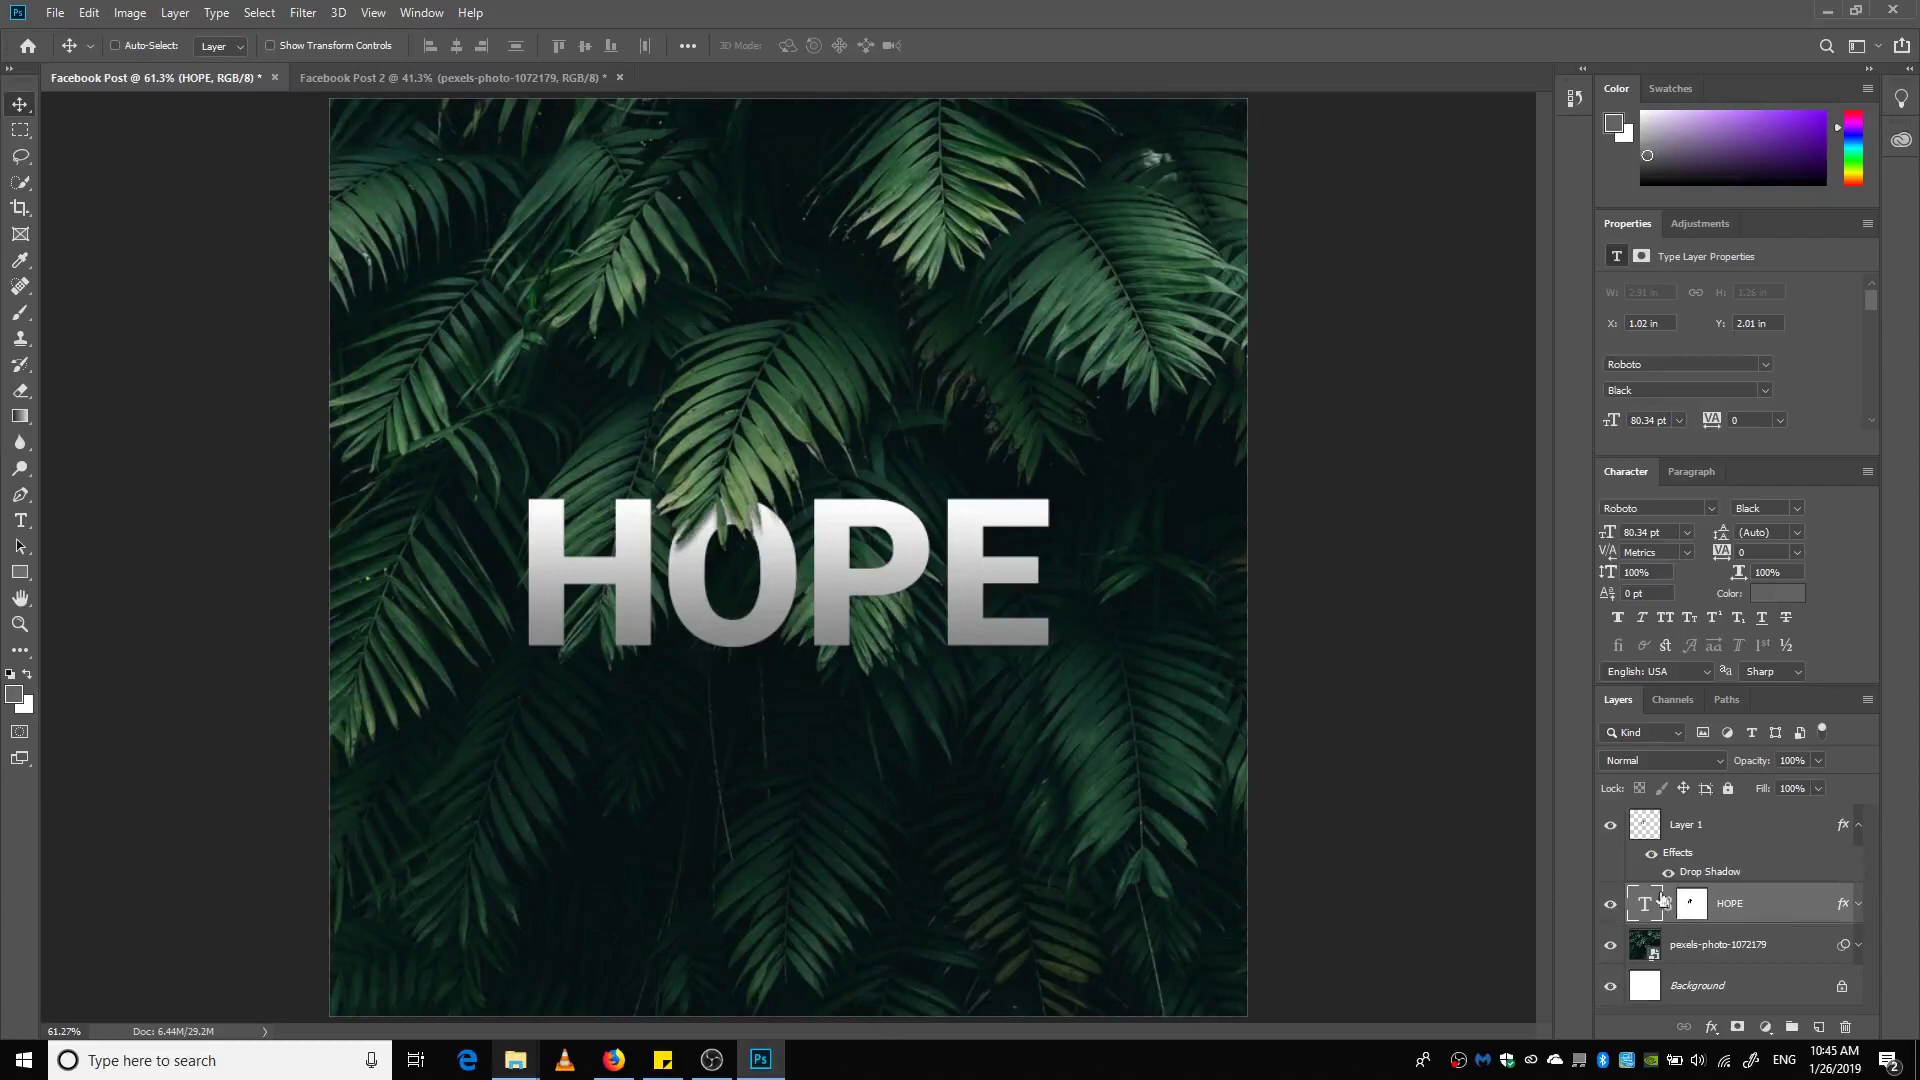 Ps File Edit Image Layer Type Select Filter 3D View Window Help
Auto-Select: Layer Show Transform Controls 3D Mode:
Facebook Post @ 61.3% (HOPE, RGB/8) * × Facebook Post 2 @ 41.3% (pexels-photo-1072179, RGB/8) * ×
Color Swatches
Properties Adjustments
T Type Layer Properties
W: 2.91 in H: 1.26 in
X: 1.02 in Y: 2.01 in
Roboto
Black
80.34 pt VA 0
HOPE
Character Paragraph
Roboto Black
80.34 pt (Auto)
Metrics VA 0
100% 100%
0 pt Color:
English: USA aa Sharp
Layers Channels Paths
Kind
Normal Opacity: 100%
Lock: Fill: 100%
Layer 1 fx
Effects
Drop Shadow
T HOPE fx
pexels-photo-1072179
Background
61.27% Doc: 6.44M/29.2M
Type here to search
ENG
10:45 AM
1/26/2019
2